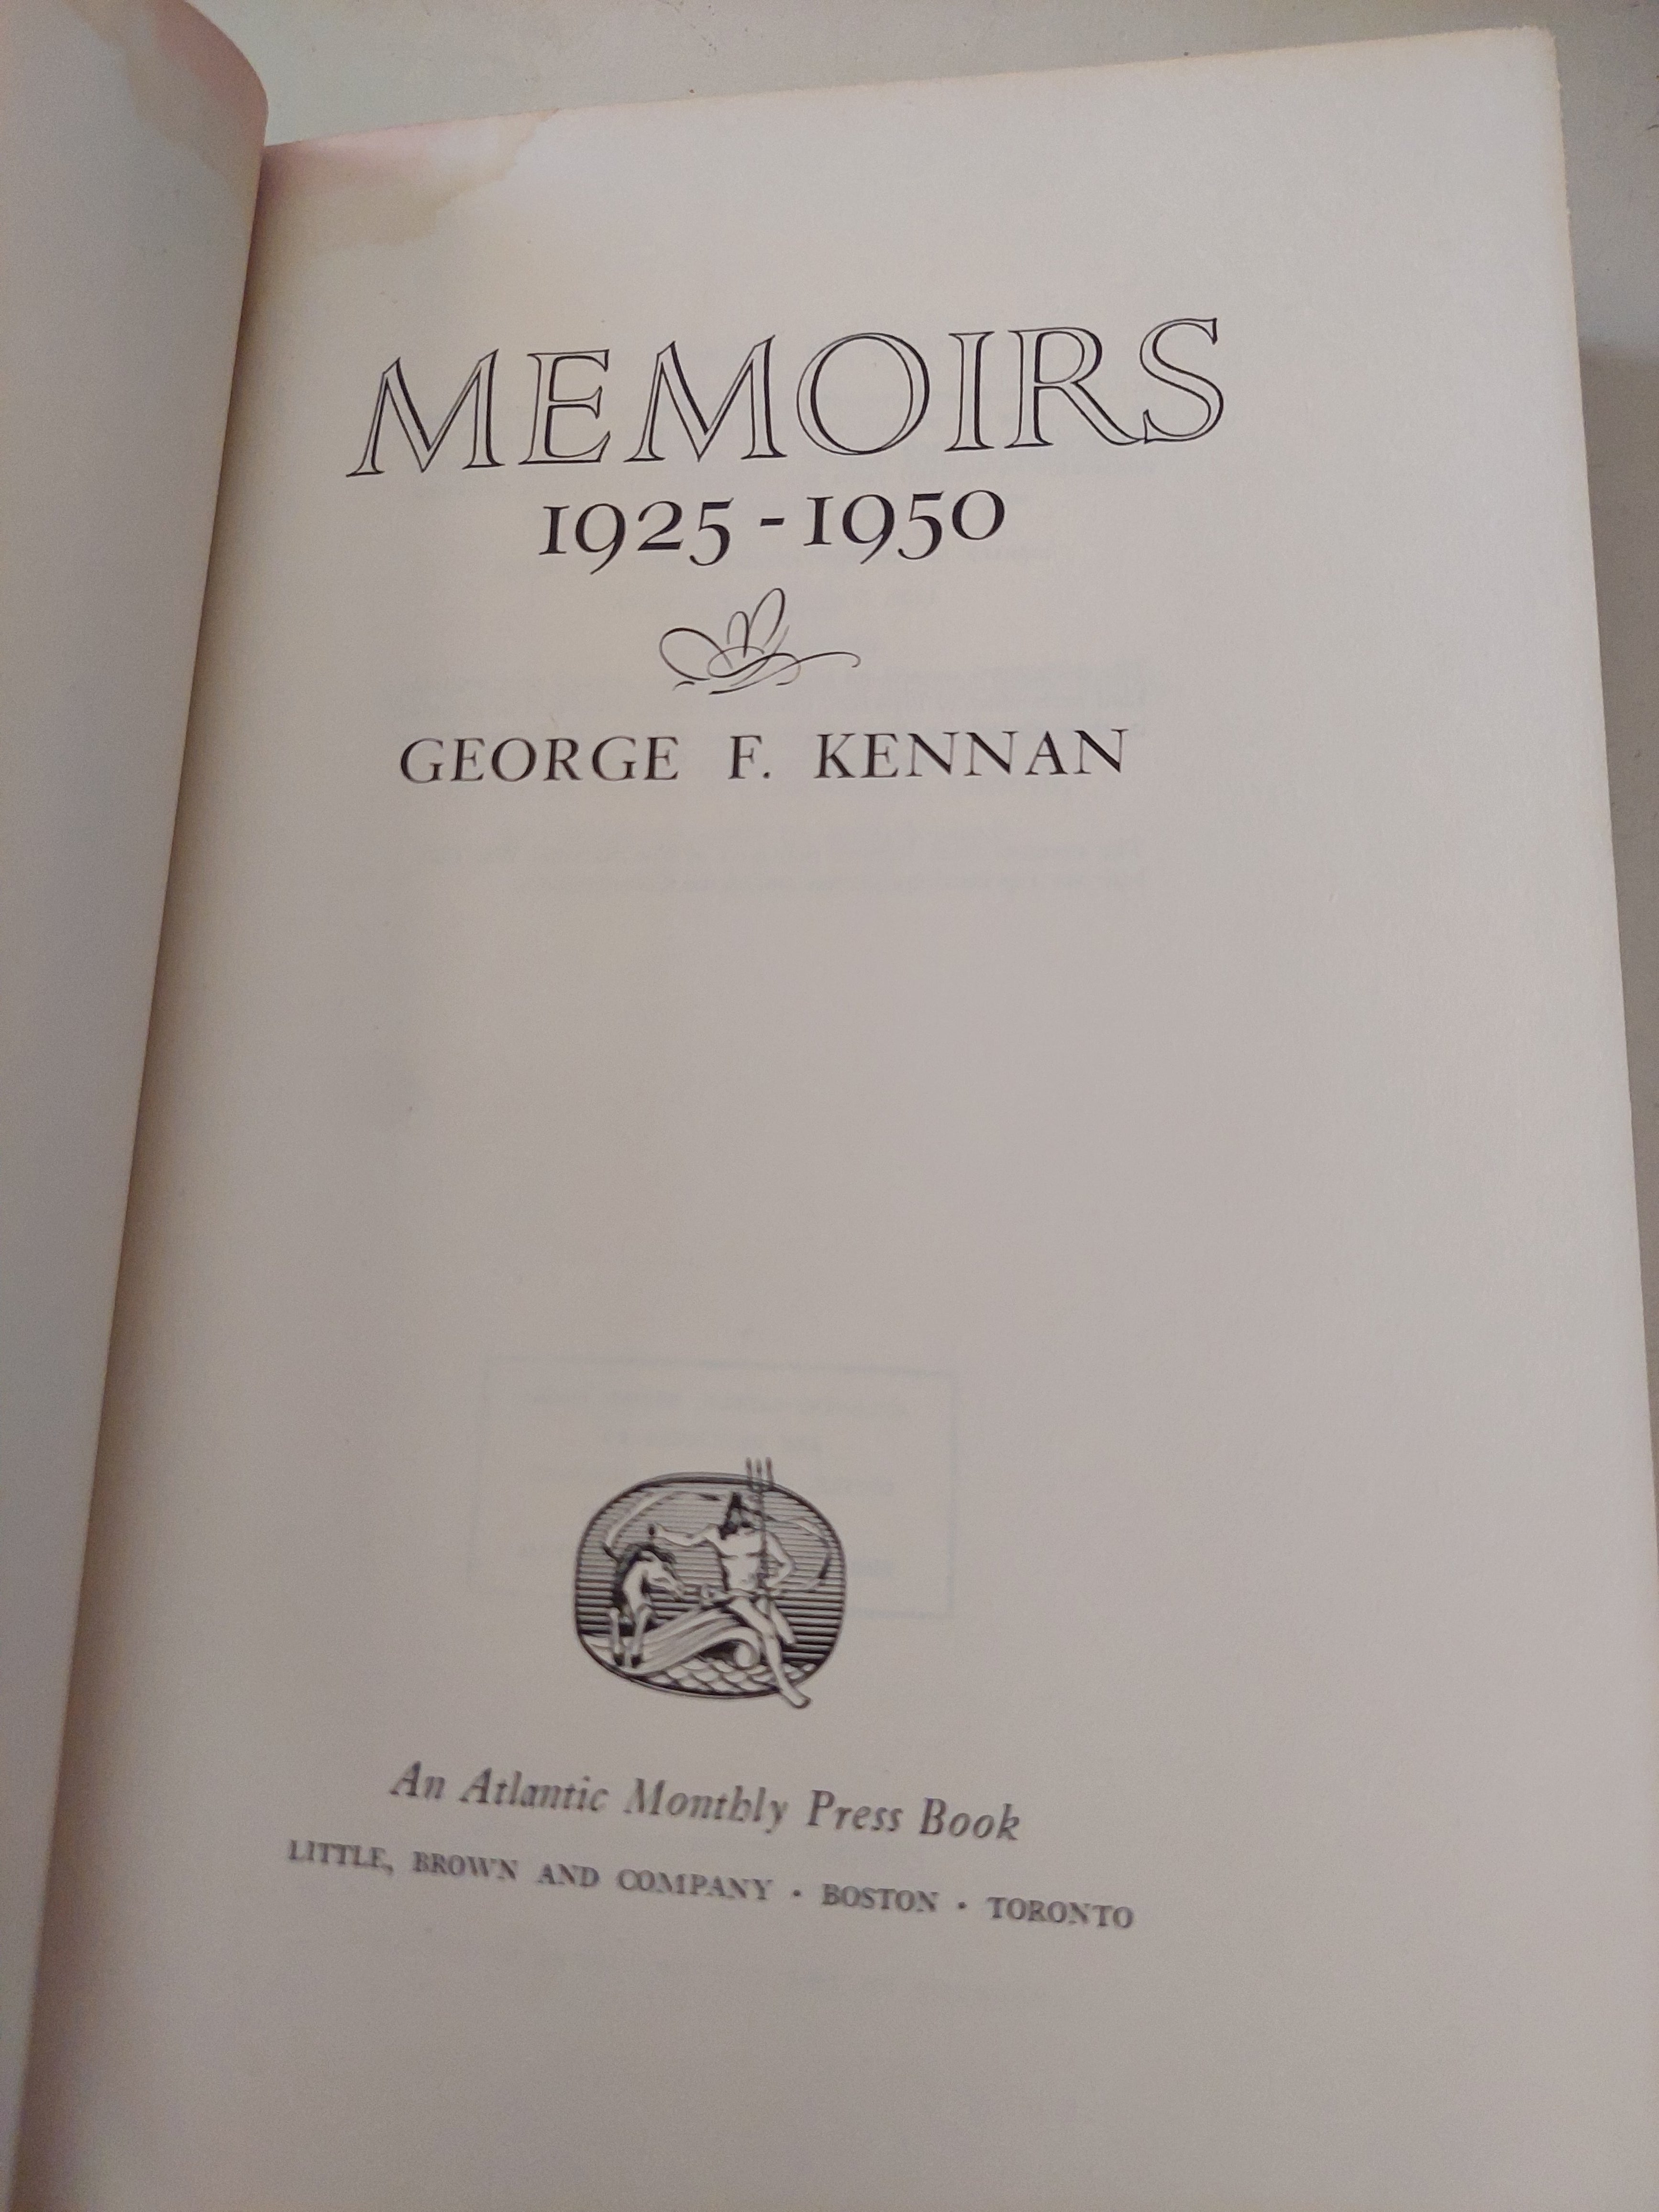 MEMOIRS
1925-1950
GEORGE F. KENNAN
An Atlantic Monthly Press Book
LITTLE, BROWN AND COMPANY · BOSTON · TORONTO